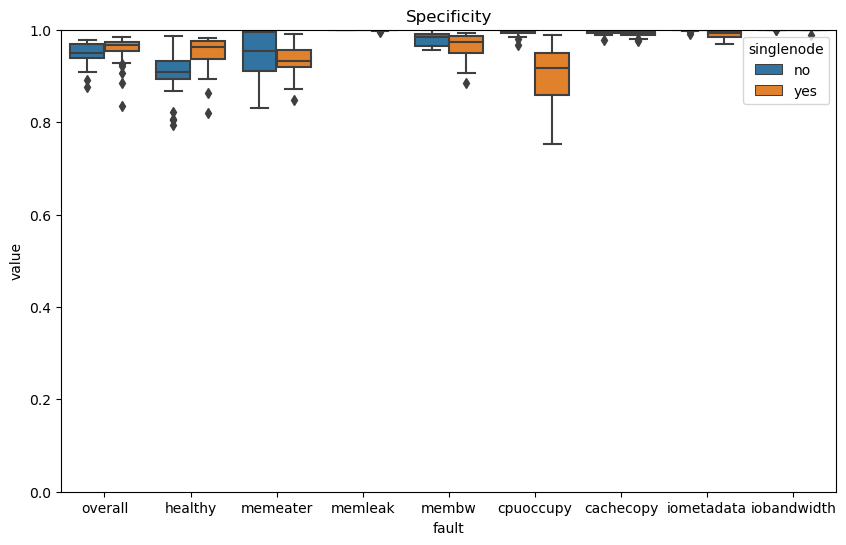 Specificity
1.0
0.8
0.6
0.4
0.2
0.0
value
singlenode
no
yes
overall healthy memeater memleak membw cpuoccupy cachecopy iometadata iobandwidth
fault